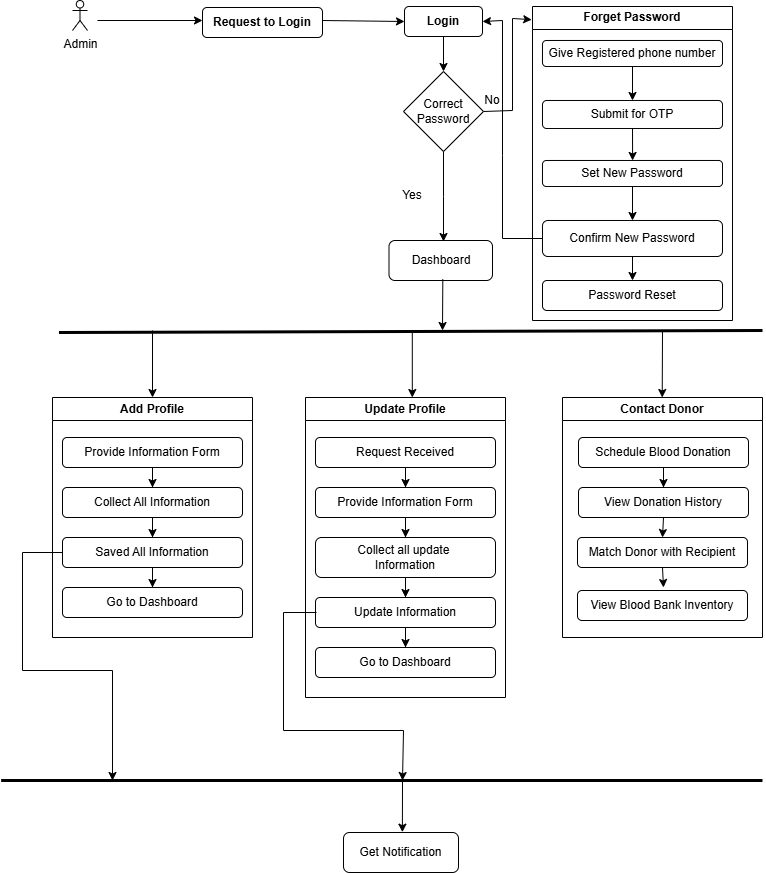 Admin
Request to Login
Login
Forget Password
Give Registered phone number
Submit for OTP
Set New Password
Confirm New Password
Password Reset
Correct
Password
No
Yes
Dashboard
Add Profile
Provide Information Form
Collect All Information
Saved All Information
Go to Dashboard
Update Profile
Request Received
Provide Information Form
Collect all update
Information
Update Information
Go to Dashboard
Contact Donor
Schedule Blood Donation
View Donation History
Match Donor with Recipient
View Blood Bank Inventory
Get Notification